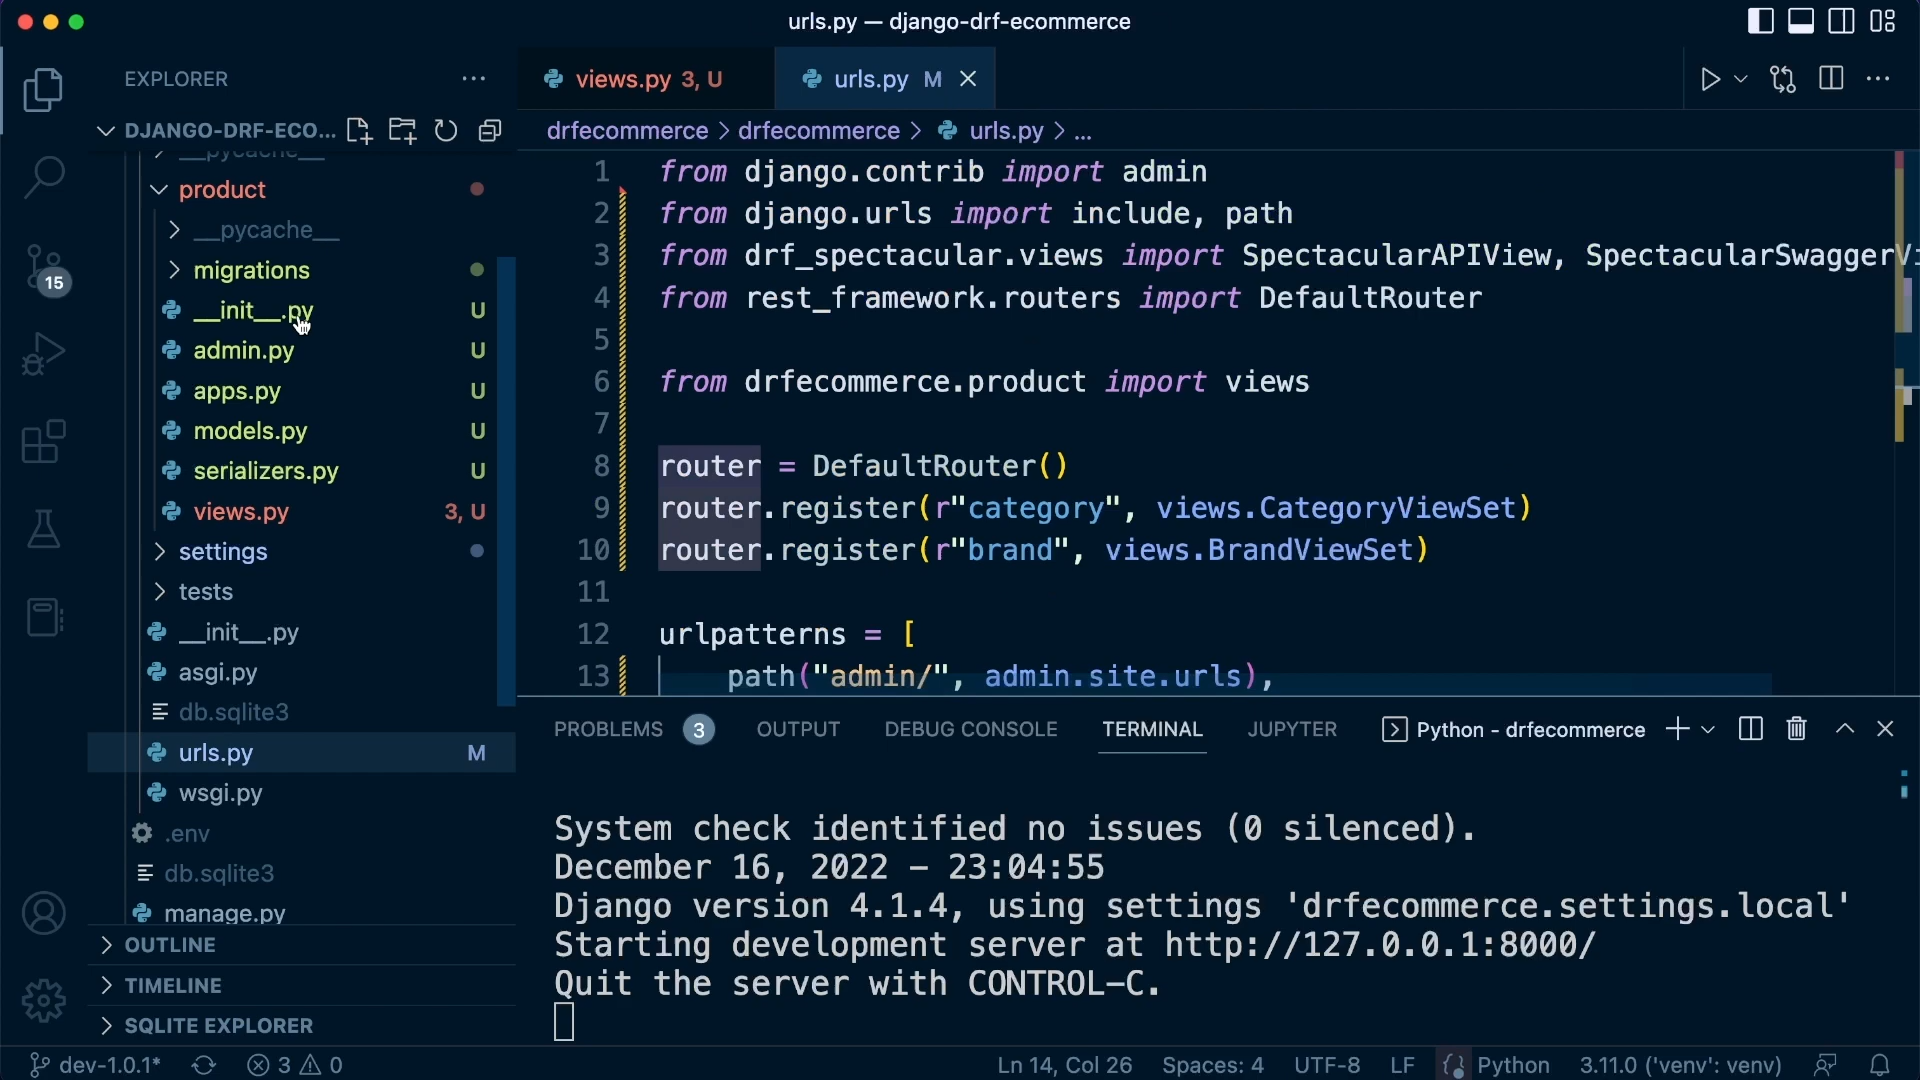 urls.py — django-drf-ecommerce
EXPLORER
DJANGO-DRF-ECO...
__pycache__
product
__pycache__
migrations
__init__.py U
admin.py U
apps.py U
models.py U
serializers.py U
views.py 3, U
settings
tests
__init__.py
asgi.py
db.sqlite3
urls.py M
wsgi.py
.env
db.sqlite3
manage.py
OUTLINE
TIMELINE
SQLITE EXPLORER
15
views.py 3, U
urls.py M
drfecommerce > drfecommerce > urls.py > ...
1 from django.contrib import admin
2 from django.urls import include, path
3 from drf_spectacular.views import SpectacularAPIView, SpectacularSwaggerVi
4 from rest_framework.routers import DefaultRouter
5
6 from drfecommerce.product import views
7
8 router = DefaultRouter()
9 router.register(r"category", views.CategoryViewSet)
10 router.register(r"brand", views.BrandViewSet)
11
12 urlpatterns = [
13 path("admin/", admin.site.urls),
PROBLEMS 3 OUTPUT DEBUG CONSOLE TERMINAL JUPYTER Python - drfecommerce
System check identified no issues (0 silenced).
December 16, 2022 - 23:04:55
Django version 4.1.4, using settings 'drfecommerce.settings.local'
Starting development server at http://127.0.0.1:8000/
Quit the server with CONTROL-C.
dev-1.0.1* 3 0 Ln 14, Col 26 Spaces: 4 UTF-8 LF Python 3.11.0 ('venv': venv)